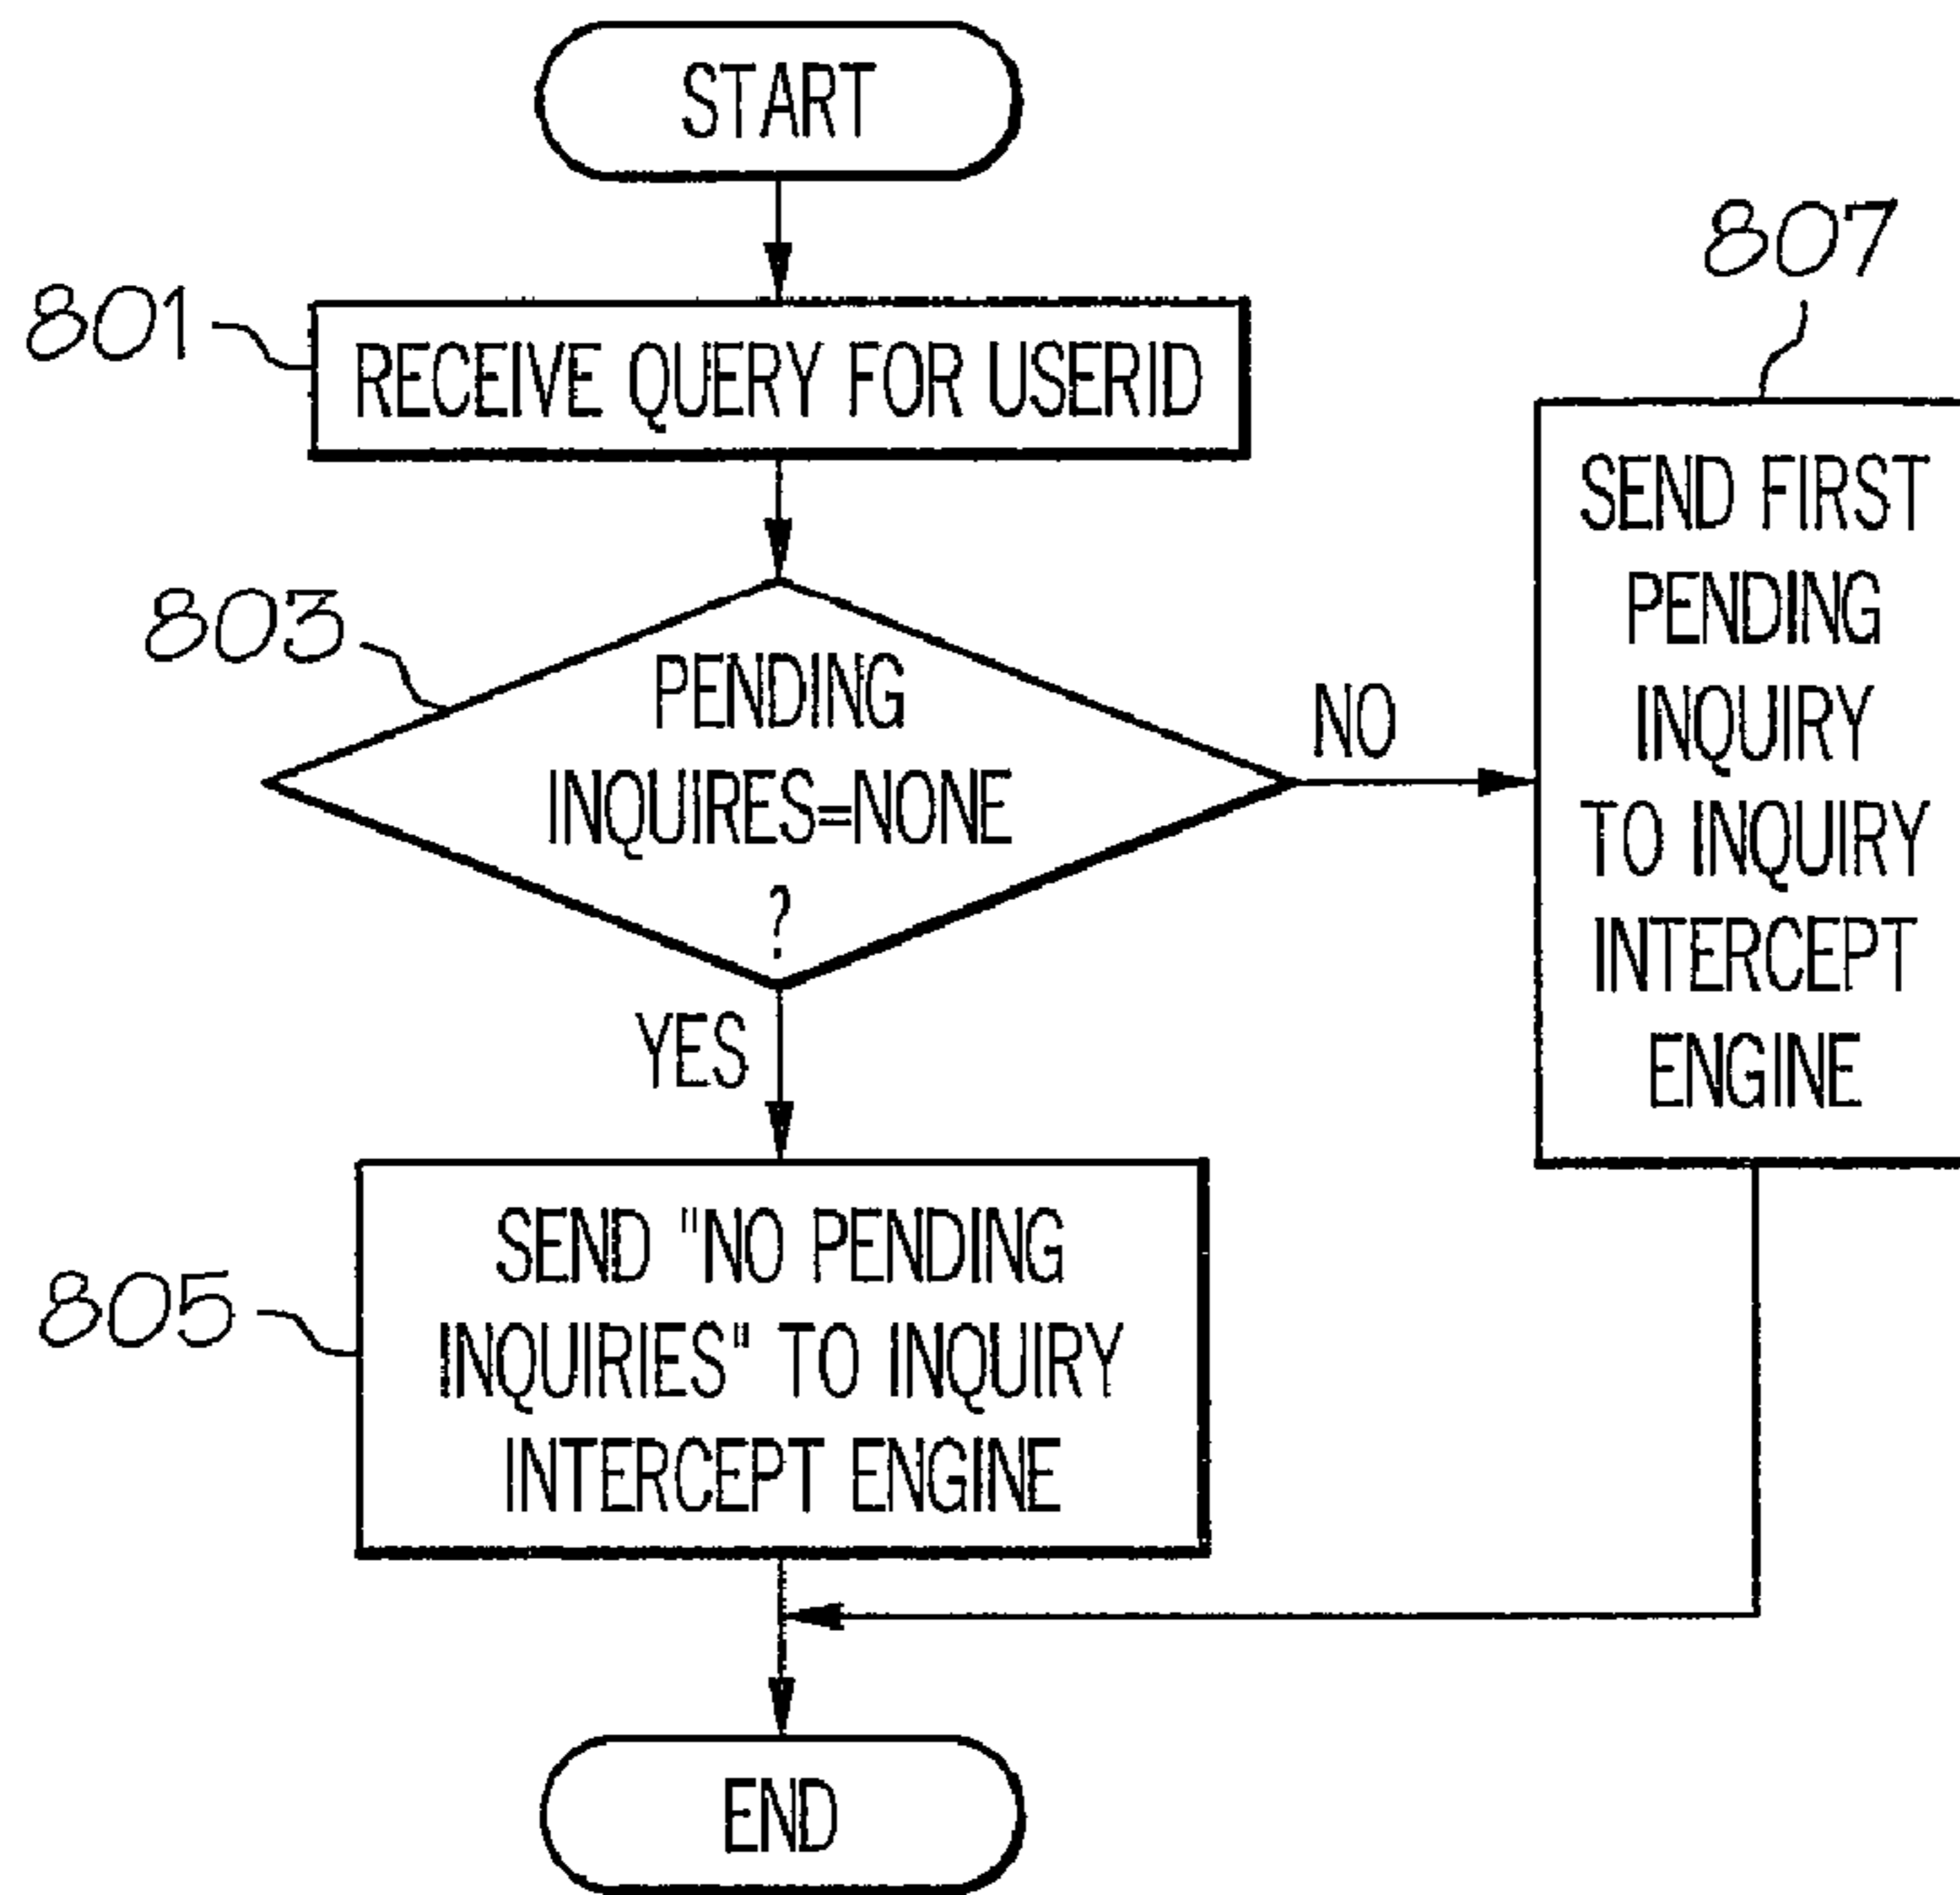 START
807
801
RECEIVE QUERY FOR USERID
SEND FIRST
PENDING
INQUIRY
TO INQUIRY
INTERCEPT
ENGINE
803
PENDING
INQUIRES=NONE
?
NO
YES
805
SEND "NO PENDING
INQUIRIES" TO INQUIRY
INTERCEPT ENGINE
END